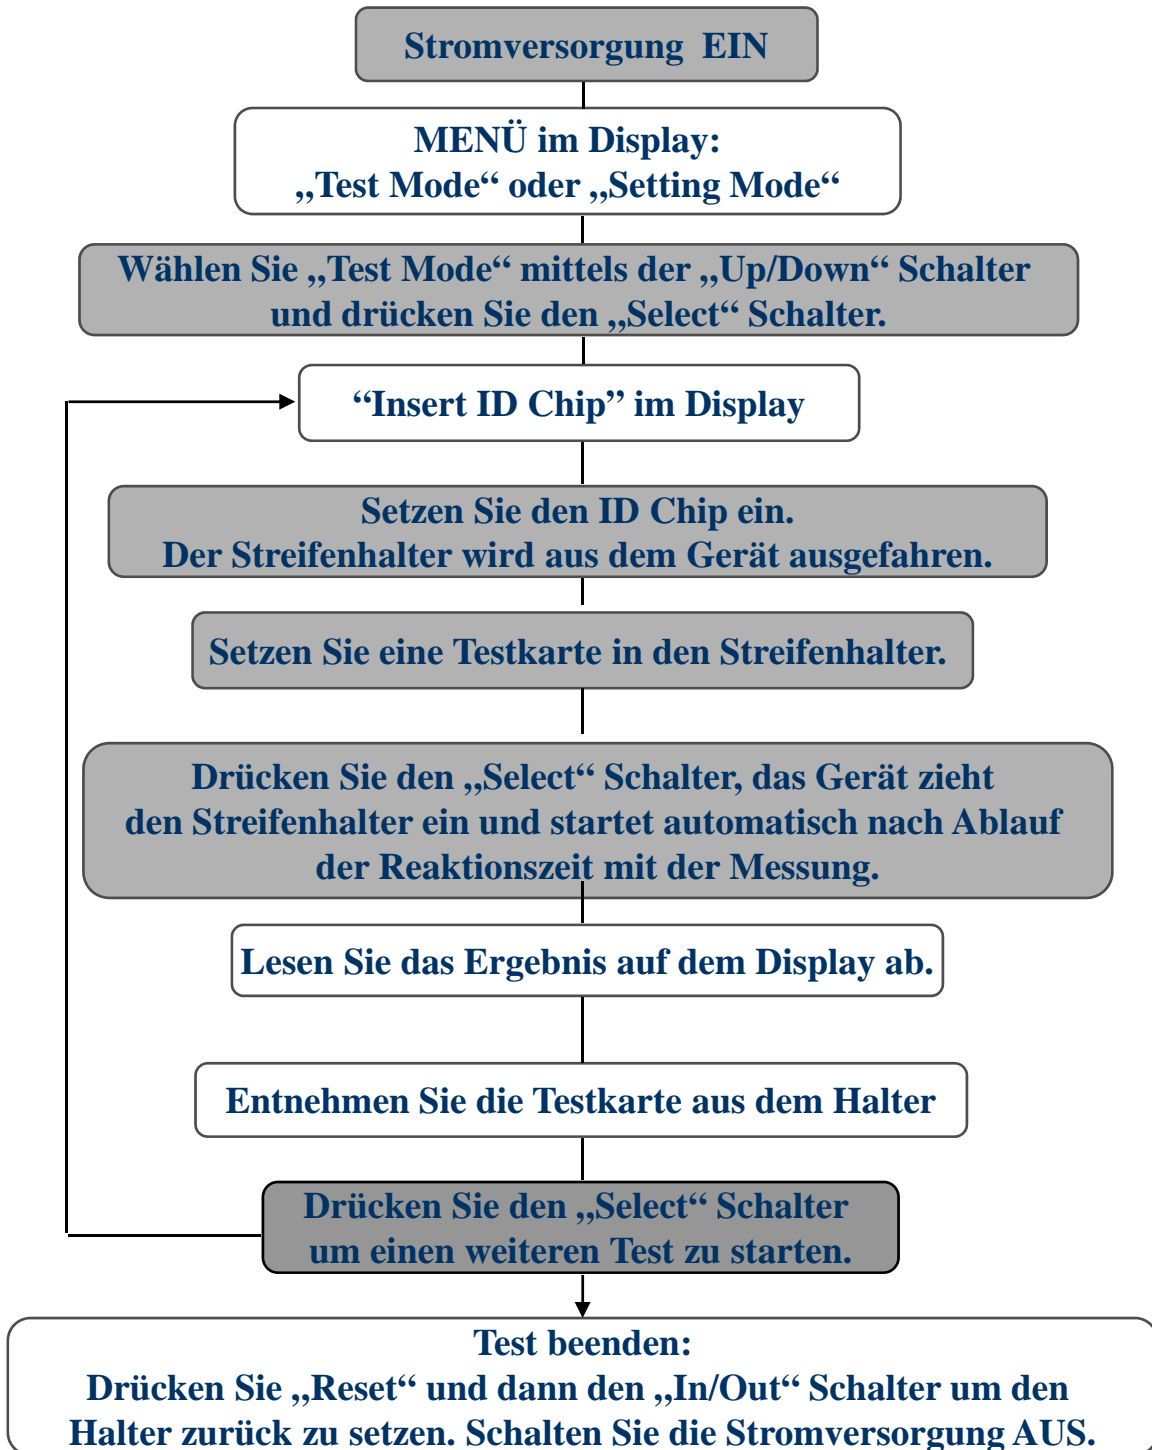 Stromversorgung  EIN
MENÜ im Display:
„Test Mode“ oder „Setting Mode“
Wählen Sie „Test Mode“ mittels der „Up/Down“ Schalter
und drücken Sie den „Select“ Schalter.
“Insert ID Chip” im Display
Setzen Sie den ID Chip ein.
Der Streifenhalter wird aus dem Gerät ausgefahren.
Setzen Sie eine Testkarte in den Streifenhalter.
Drücken Sie den „Select“ Schalter, das Gerät zieht
den Streifenhalter ein und startet automatisch nach Ablauf
der Reaktionszeit mit der Messung.
Lesen Sie das Ergebnis auf dem Display ab.
Entnehmen Sie die Testkarte aus dem Halter
Drücken Sie den „Select“ Schalter
um einen weiteren Test zu starten.
Test beenden:
Drücken Sie „Reset“ und dann den „In/Out“ Schalter um den
Halter zurück zu setzen. Schalten Sie die Stromversorgung AUS.